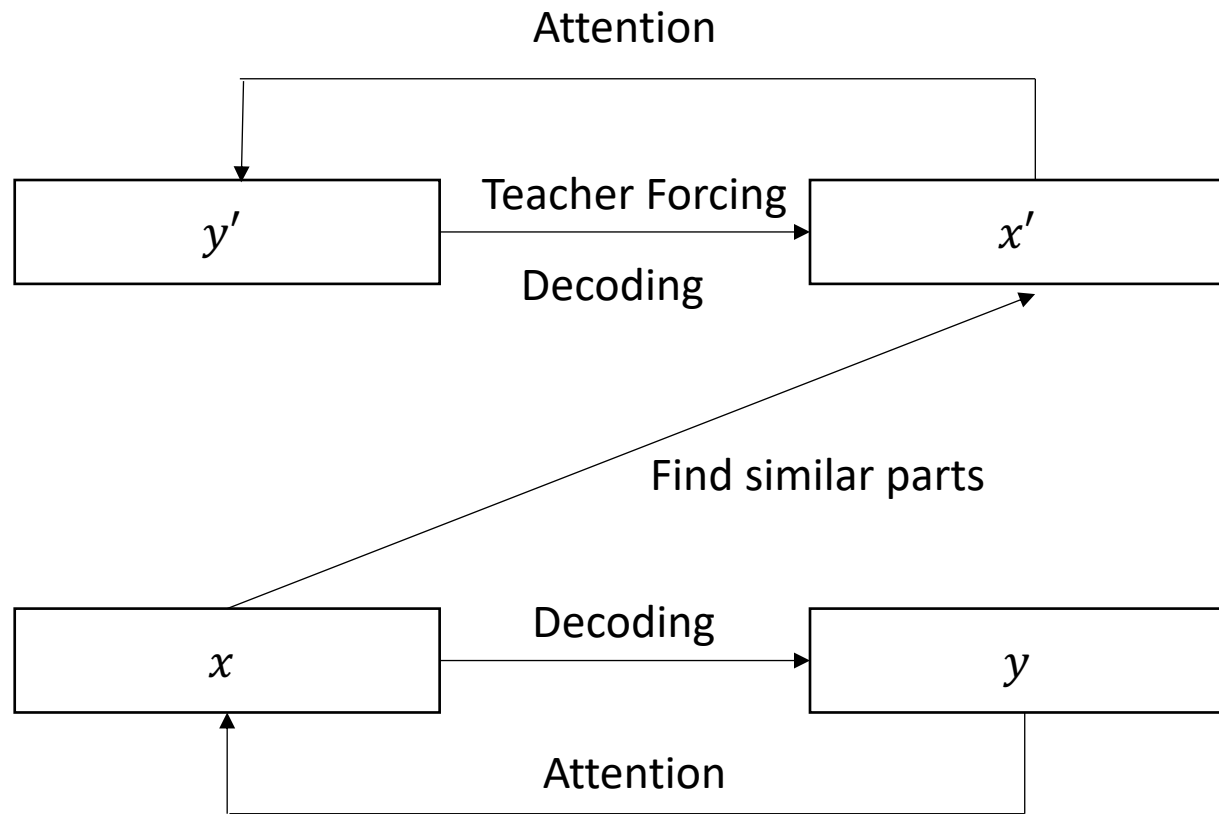 Attention
y′
Teacher Forcing
x′
Decoding
Find similar parts
Decoding
x
y
Attention